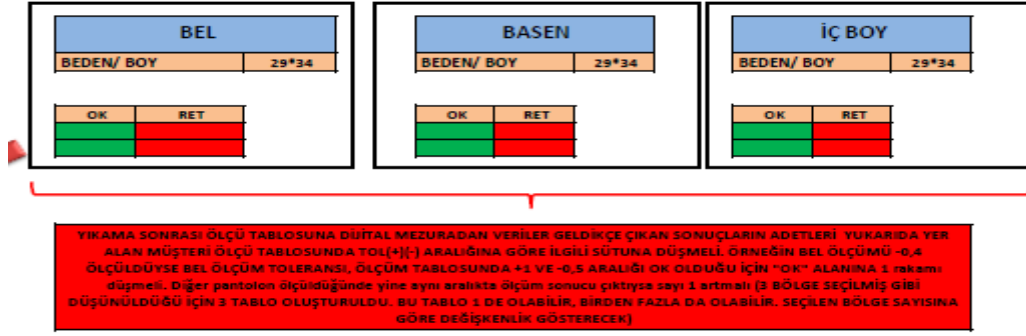 BEL BASEN İÇ BOY
BEDEN/ BOY 29*34 BEDEN/ BOY 29*34 BEDEN/ BOY 29*34
OK RET OK RET OK RET
YIKAMA SONRASI ÖLÇÜ TABLOSUNA DİJİTAL MEZURADAN VERİLER GELDİKÇE ÇIKAN SONUÇLARIN ADETLERİ YUKARIDA YER
ALAN MÜŞTERİ ÖLÇÜ TABLOSUNDA TOL(+)(-) ARALIĞINA GÖRE İLGİLİ SÜTUNA DÜŞMELİ. ÖRNEĞİN BEL ÖLÇÜMÜ -0,4
ÖLÇÜLDÜYSE BEL ÖLÇÜM TOLERANSI, ÖLÇÜM TABLOSUNDA +1 VE -0,5 ARALIĞI OK OLDUĞU İÇİN "OK" ALANINA 1 rakamı
düşmeli. Diğer pantolon ölçüldüğünde yine aynı aralıkta ölçüm sonucu çıktıysa sayı 1 artmalı (3 BÖLGE SEÇİLMİŞ GİBİ
DÜŞÜNÜLDÜĞÜ İÇİN 3 TABLO OLUŞTURULDU. BU TABLO 1 DE OLABİLİR, BİRDEN FAZLA DA OLABİLİR. SEÇİLEN BÖLGE SAYISINA
GÖRE DEĞİŞKENLİK GÖSTERECEK)